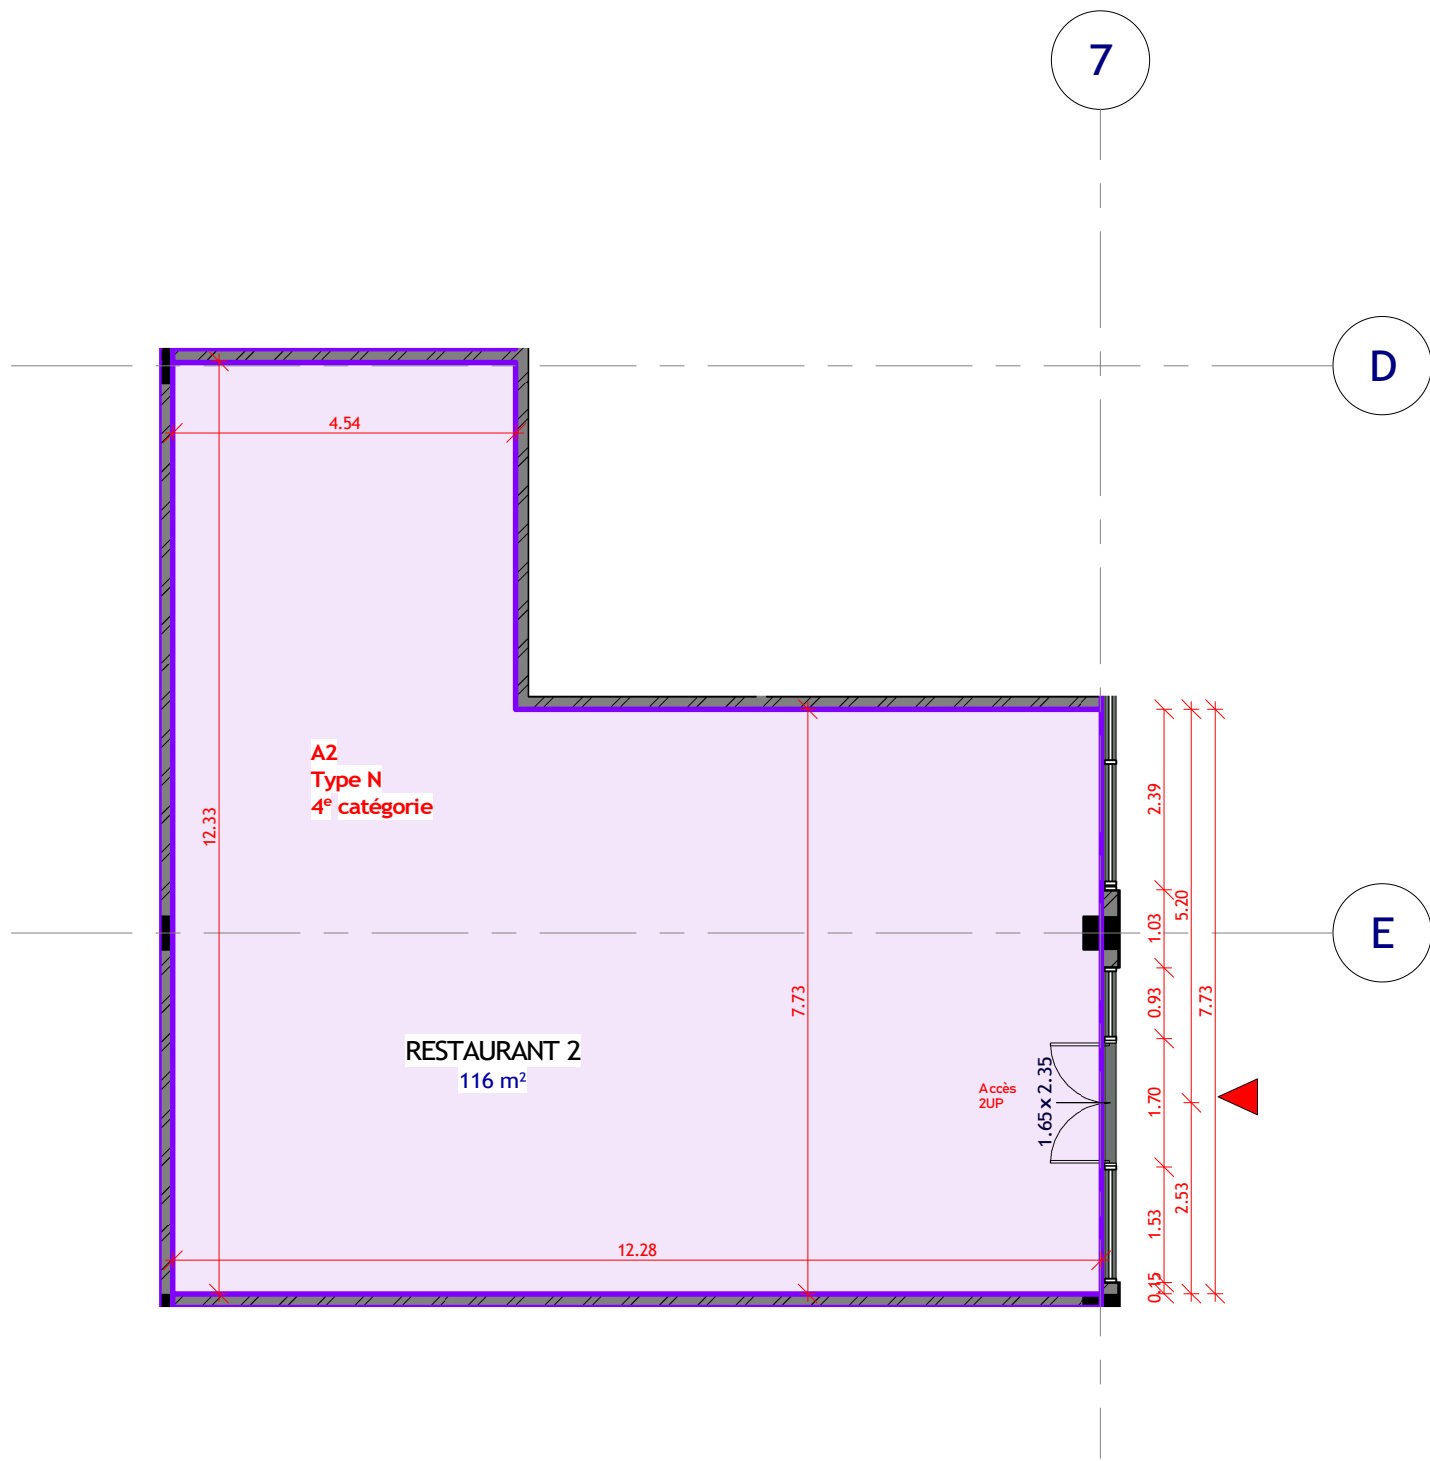 7
D
4.54
A2
Type N
4ᵉ catégorie
12.33
2.39
5.20
1.03
E
7.73
0.93
7.73
RESTAURANT 2
116 m²
1.65 x 2.35
Accès
2UP
1.70
2.53
1.53
12.28
0.15